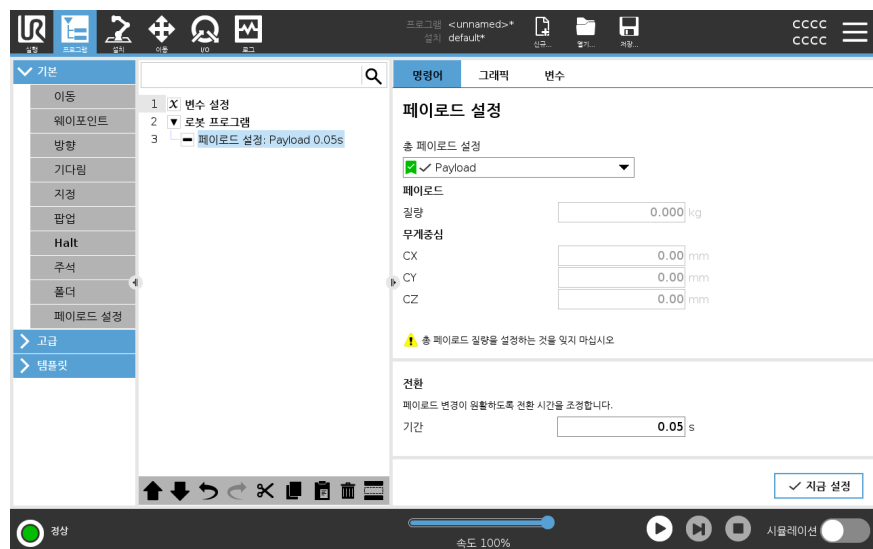 UR
실행
프로그램
설치
이동
I/O
로그
프로그램 <unnamed>*
설치 default*
신규...
열기...
저장...
CCCC
CCCC
기본
이동
웨이포인트
방향
기다림
지정
팝업
Halt
주석
폴더
페이로드 설정
고급
템플릿
1 X 변수 설정
2 로봇 프로그램
3 페이로드 설정: Payload 0.05s
명령어 그래픽 변수
페이로드 설정
총 페이로드 설정
Payload
페이로드
질량 0.000 kg
무게중심
CX 0.00 mm
CY 0.00 mm
CZ 0.00 mm
총 페이로드 질량을 설정하는 것을 잊지 마십시오
전환
페이로드 변경이 원활하도록 전환 시간을 조정합니다.
기간 0.05 s
지금 설정
정상
속도 100%
시뮬레이션